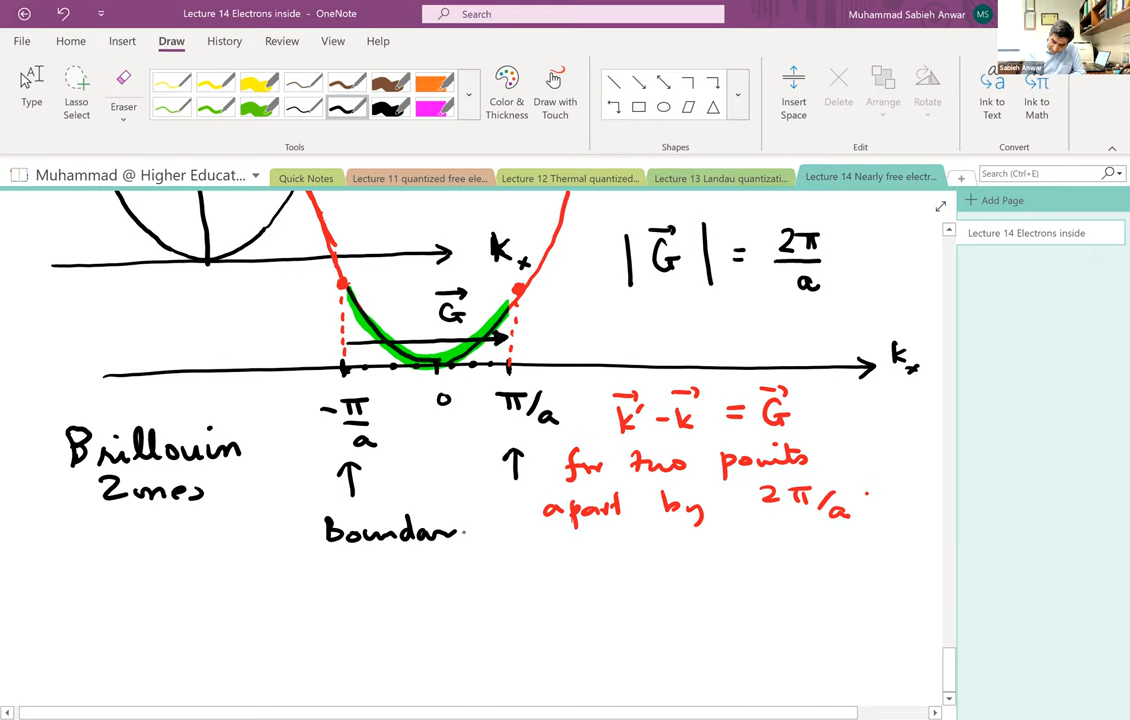 Lecture 14 Electrons inside - OneNote
Search
Muhammad Sabieh Anwar
MS
Sabieh Anwar
File Home Insert Draw History Review View Help
Type
Lasso Select
Eraser
Color & Thickness
Draw with Touch
Insert Space
Delete
Arrange
Rotate
Ink to Text
Ink to Math
Tools
Shapes
Edit
Convert
Muhammad @ Higher Educat...
Quick Notes
Lecture 11 quantized free ele...
Lecture 12 Thermal quantized...
Lecture 13 Landau quantizati...
Lecture 14 Nearly free electr...
Search (Ctrl+E)
Add Page
Lecture 14 Electrons inside
kₓ
|G⃗| = 2π/a
G⃗
kₓ
-π/a 0 π/a
k⃗' - k⃗ = G⃗
for two points
apart by 2π/a
Brillouin
Zones
Boundar